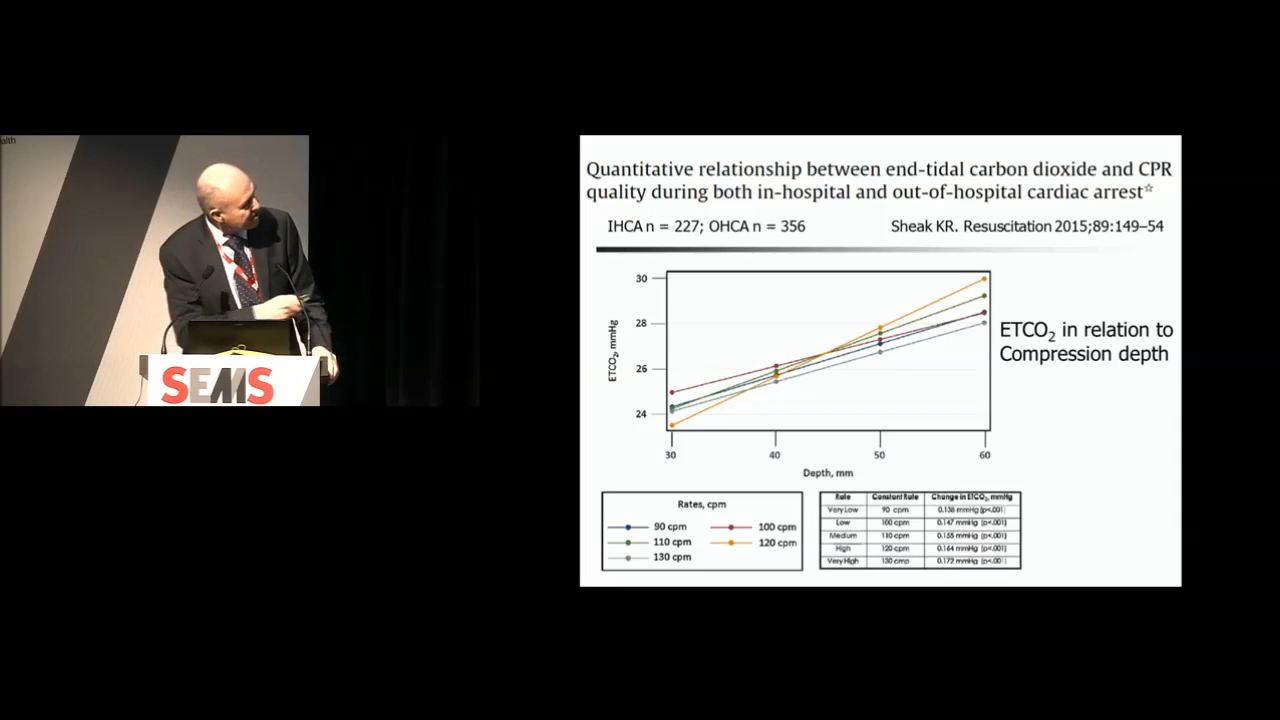 alth
SEMS
Quantitative relationship between end-tidal carbon dioxide and CPR
quality during both in-hospital and out-of-hospital cardiac arrest☆
IHCA n = 227; OHCA n = 356 Sheak KR. Resuscitation 2015;89:149–54
30
28
26
24
ETCO2, mmHg
30 40 50 60
Depth, mm
ETCO2 in relation to
Compression depth
Rates, cpm
90 cpm 100 cpm
110 cpm 120 cpm
130 cpm
Rate Constant Rate Change in ETCO2, mmHg
Very Low 90 cpm 0.138 mmHg (p<.001)
Low 100 cpm 0.147 mmHg (p<.001)
Medium 110 cpm 0.155 mmHg (p<.001)
High 120 cpm 0.164 mmHg (p<.001)
Very High 130 cmp 0.172 mmHg (p<.001)